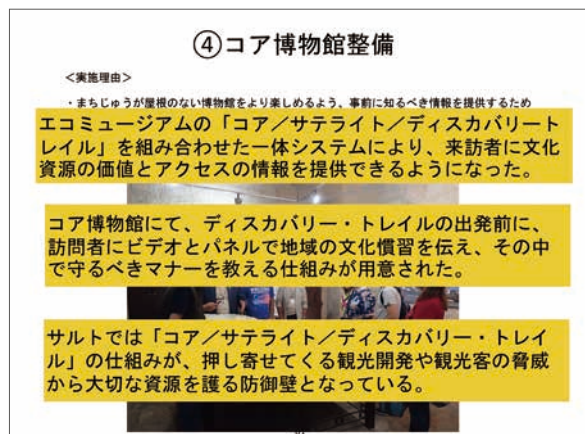 ④コア博物館整備
＜実施理由＞
・まちじゅうが屋根のない博物館をより楽しめるよう、事前に知るべき情報を提供するため
エコミュージアムの「コア／サテライト／ディスカバリート
レイル」を組み合わせた一体システムにより、来訪者に文化
資源の価値とアクセスの情報を提供できるようになった。
コア博物館にて、ディスカバリー・トレイルの出発前に、
訪問者にビデオとパネルで地域の文化慣習を伝え、その中
で守るべきマナーを教える仕組みが用意された。
サルトでは「コア／サテライト／ディスカバリー・トレイ
ル」の仕組みが、押し寄せてくる観光開発や観光客の脅威
から大切な資源を護る防御壁となっている。